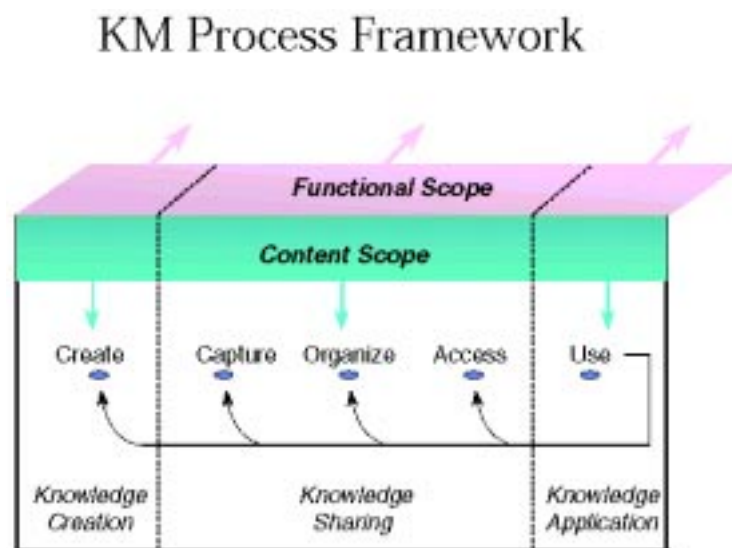 KM Process Framework
Functional Scope
Content Scope
Create Capture Organize Access Use
Knowledge Creation
Knowledge Sharing
Knowledge Application